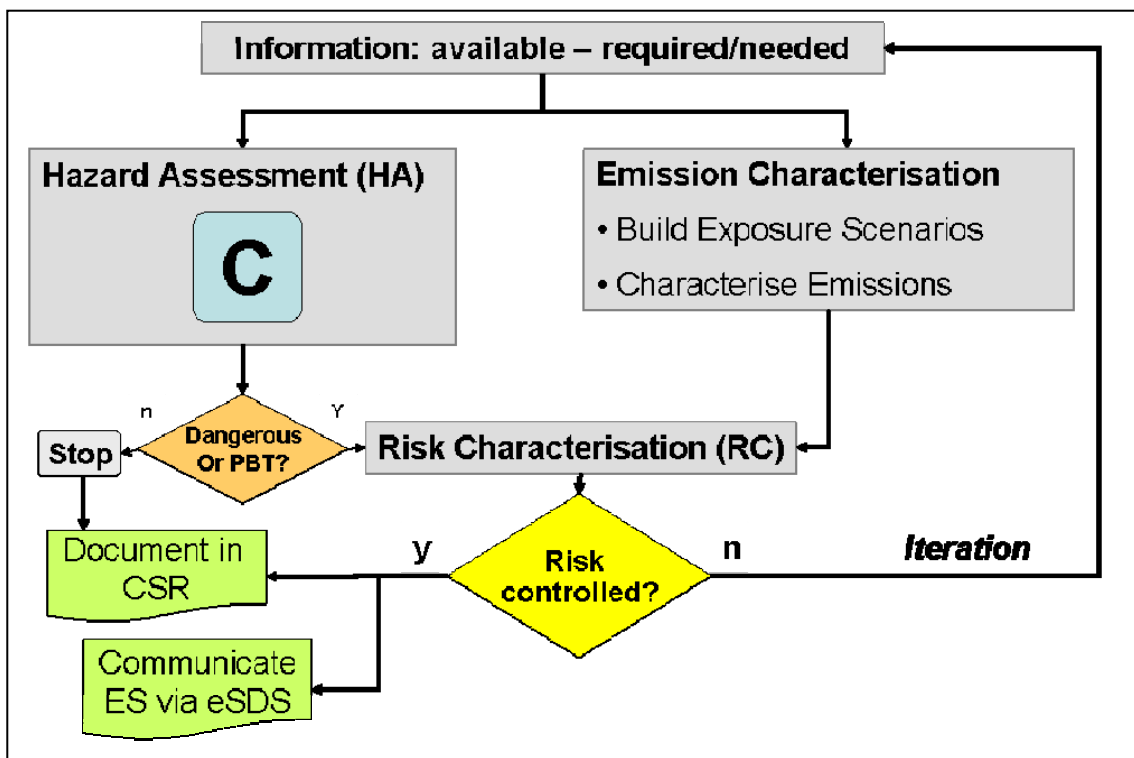 Information: available – required/needed
Hazard Assessment (HA)
C
Emission Characterisation
• Build Exposure Scenarios
• Characterise Emissions
n
Y
Dangerous
Or PBT?
Stop
Risk Characterisation (RC)
Document in
CSR
y
Risk
controlled?
n
Iteration
Communicate
ES via eSDS